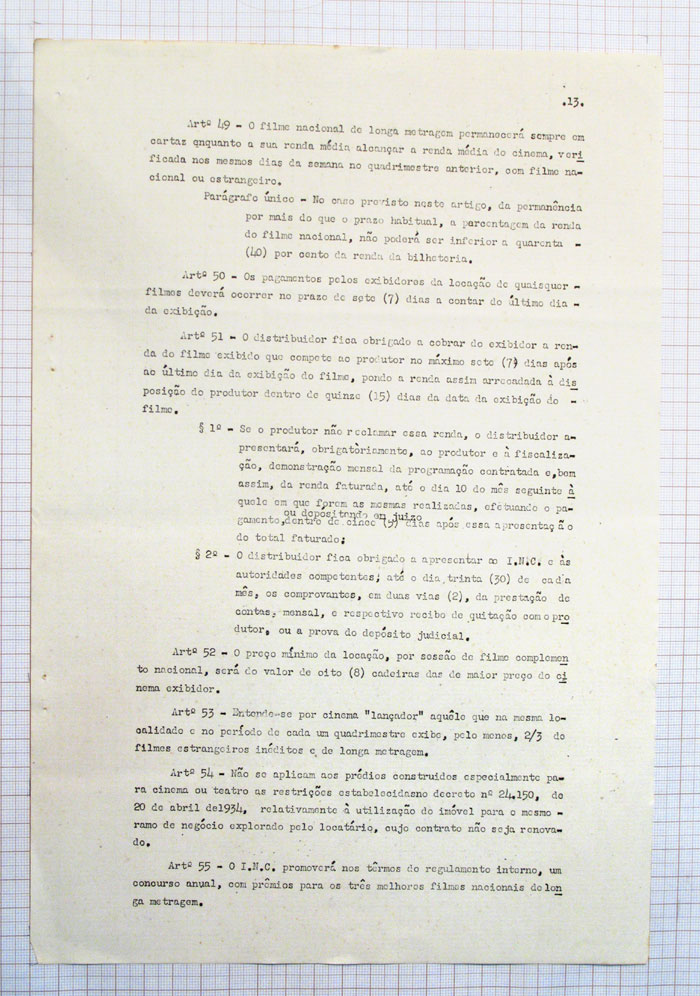 .13.
Artº 49 - O filme nacional de longa metragem permanecerá sempre em
cartaz qnquanto a sua renda média alcançar a renda média do cinema, veri
ficada nos mesmos dias da semana no quadrimestre anterior, com filme na-
cional ou estrangeiro.
Parágrafo único - No caso previsto neste artigo, da permanência
por mais do que o prazo habitual, a percentagem da renda
do filme nacional, não poderá ser inferior a quarenta -
(40) por cento da renda da bilheteria.
Artº 50 - Os pagamentos pelos exibidores da locação de quaisquer -
filmes deverá ocorrer no prazo de sete (7) dias a contar do último dia -
da exibição.
Artº 51 - O distribuidor fica obrigado a cobrar do exibidor a ren-
da do filme exibido que compete ao produtor no máximo sete (7) dias após
ao último dia da exibição do filme, pondo a renda assim arrecadada à dis
posição do produtor dentro de quinze (15) dias da data da exibição do -
filme.
§ 1º - Se o produtor não reclamar essa renda, o distribuidor a-
presentará, obrigatòriamente, ao produtor e à fiscaliza-
ção, demonstração mensal da programação contratada e,bem
assim, da renda faturada, até o dia 10 do mês seguinte à
quele em que forem as mesmas realizadas, efetuando o pa-
ou depositando em juizo
gamento,dentro de cinco (5) dias após essa apresentação
do total faturado;
§ 2º - O distribuidor fica obrigado a apresentar ao I.N.C. e às
autoridades competentes; até o dia trinta (30) de cada
mês, os comprovantes, em duas vias (2), da prestação de
contas, mensal, e respectivo recibo de quitação com o pro
dutor, ou a prova do depósito judicial.
Artº 52 - O preço mínimo da locação, por sessão de filme complemen
to nacional, será do valor de oito (8) cadeiras das de maior preço do ci
nema exibidor.
Artº 53 - Entende-se por cinema "lançador" aquêle que na mesma lo-
calidade e no período de cada um quadrimestre exibe, pelo menos, 2/3 de
filmes estrangeiros inéditos e de longa metragem.
Artº 54 - Não se aplicam aos prédios construidos especialmente pa-
ra cinema ou teatro as restrições estabelecidasno decreto nº 24.150, de
20 de abril de1934, relativamente à utilização do imóvel para o mesmo -
ramo de negócio explorado pelo locatário, cujo contrato não seja renova-
do.
Artº 55 - O I.N.C. promoverá nos têrmos do regulamento interno, um
concurso anual, com prêmios para os três melhores filmes nacionais de lon
ga metragem.